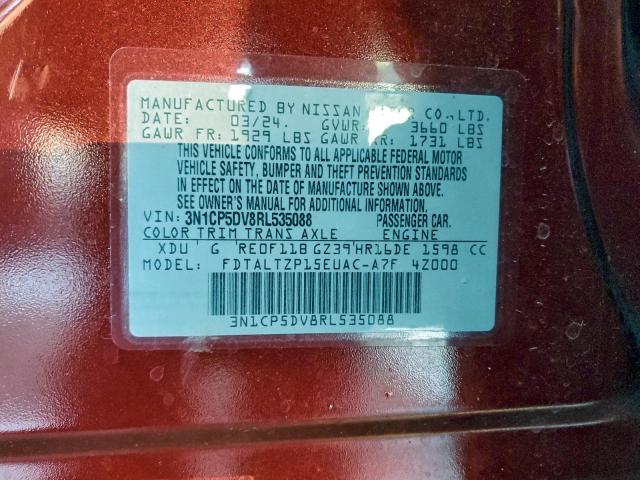 MANUFACTURED BY NISSAN MOTOR CO.,LTD.
DATE: 03/24. GVWR: 3660 LBS
GAWR FR: 1929 LBS GAWR RR: 1731 LBS
THIS VEHICLE CONFORMS TO ALL APPLICABLE FEDERAL MOTOR
VEHICLE SAFETY, BUMPER AND THEFT PREVENTION STANDARDS
IN EFFECT ON THE DATE OF MANUFACTURE SHOWN ABOVE.
SEE OWNER'S MANUAL FOR ADDITIONAL INFORMATION.
VIN: 3N1CP5DV8RL535088 PASSENGER CAR.
COLOR TRIM TRANS AXLE ENGINE
XDU G RE0F11B GZ39 HR16DE 1598 CC
MODEL: FDTALTZP15EUAC-A7F 4Z000
3N1CP5DV8RL535088